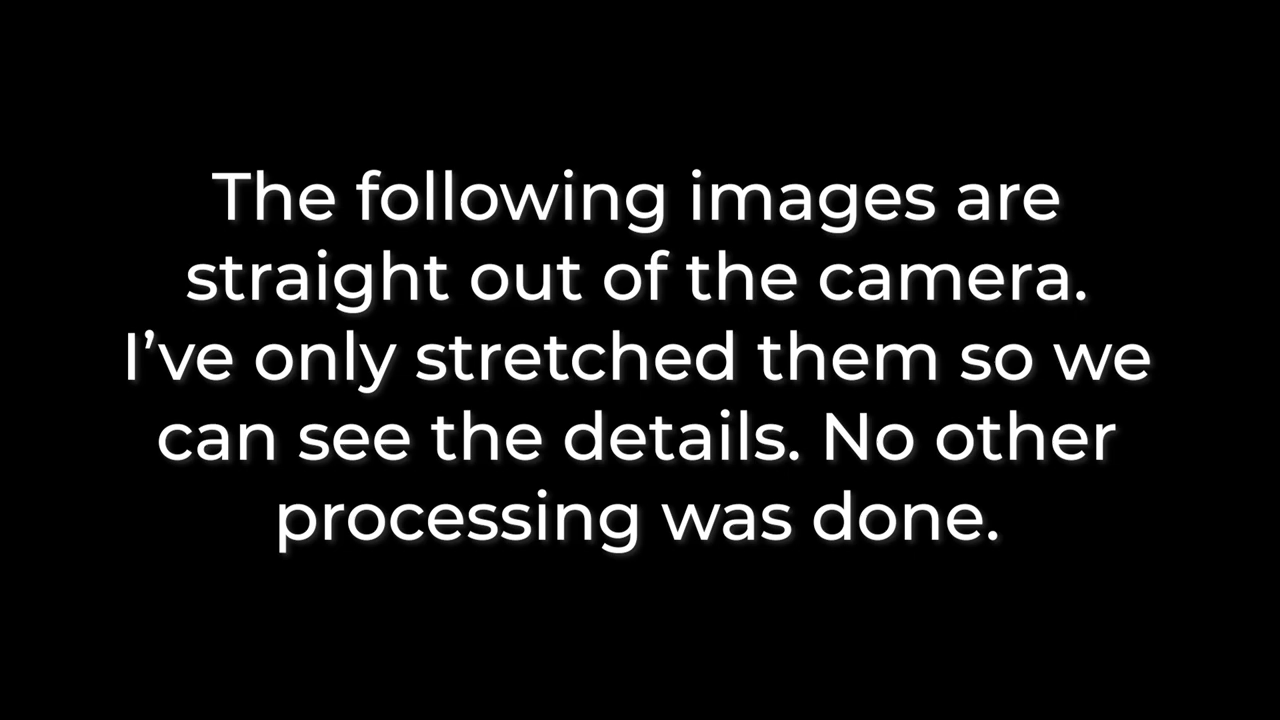 The following images are
straight out of the camera.
I’ve only stretched them so we
can see the details. No other
processing was done.